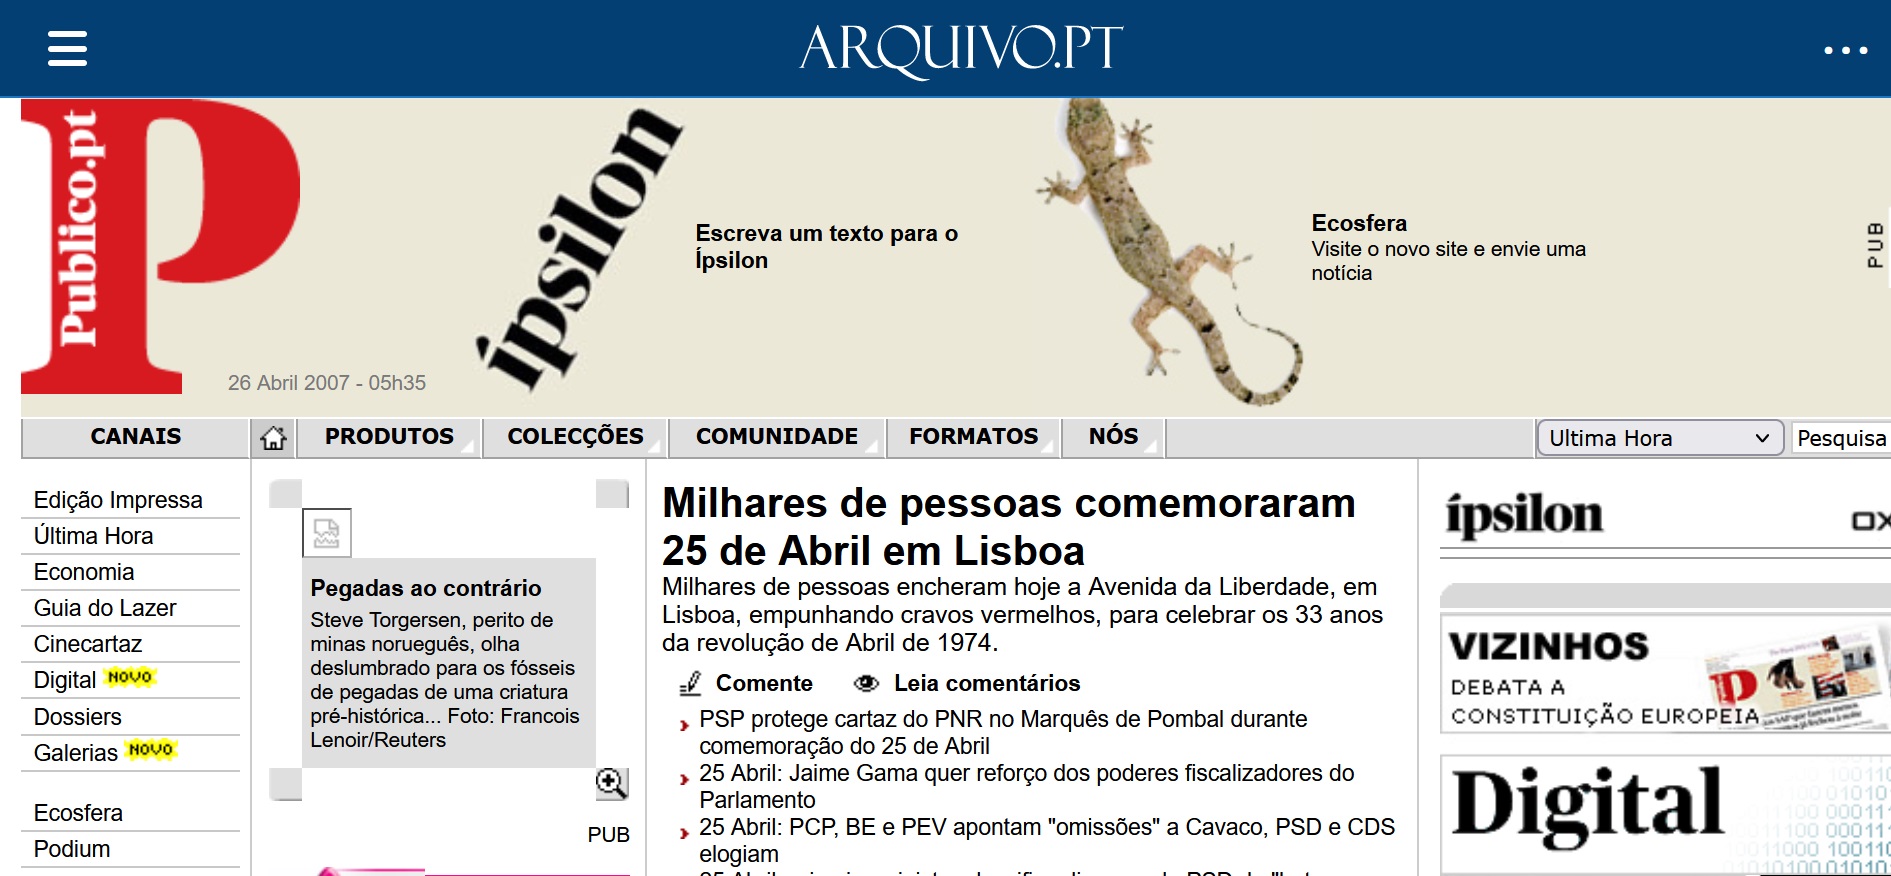 ARQUIVO.PT
Publico.pt
26 Abril 2007 - 05h35
ípsilon
Escreva um texto para o
Ípsilon
Ecosfera
Visite o novo site e envie uma
notícia
PUB
CANAIS
PRODUTOS
COLECÇÕES
COMUNIDADE
FORMATOS
NÓS
Ultima Hora
Pesquisa
Edição Impressa
Última Hora
Economia
Guia do Lazer
Cinecartaz
Digital NOVO
Dossiers
Galerias NOVO
Ecosfera
Podium
Pegadas ao contrário
Steve Torgersen, perito de
minas norueguês, olha
deslumbrado para os fósseis
de pegadas de uma criatura
pré-histórica... Foto: Francois
Lenoir/Reuters
PUB
Milhares de pessoas comemoraram
25 de Abril em Lisboa
Milhares de pessoas encheram hoje a Avenida da Liberdade, em
Lisboa, empunhando cravos vermelhos, para celebrar os 33 anos
da revolução de Abril de 1974.
Comente
Leia comentários
PSP protege cartaz do PNR no Marquês de Pombal durante
comemoração do 25 de Abril
25 Abril: Jaime Gama quer reforço dos poderes fiscalizadores do
Parlamento
25 Abril: PCP, BE e PEV apontam "omissões" a Cavaco, PSD e CDS
elogiam
ípsilon
VIZINHOS
DEBATA A
CONSTITUIÇÃO EUROPEIA
Digital